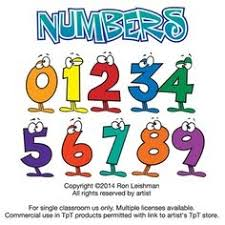 NUMBERS
0 1 2 3 4
5 6 7 8 9
Copyright ©2014 Ron Leishman
All rights reserved by
artist
For single classroom us only. Multiple licenses available.
Commercial use in TpT products permitted with link to artist's TpT store.